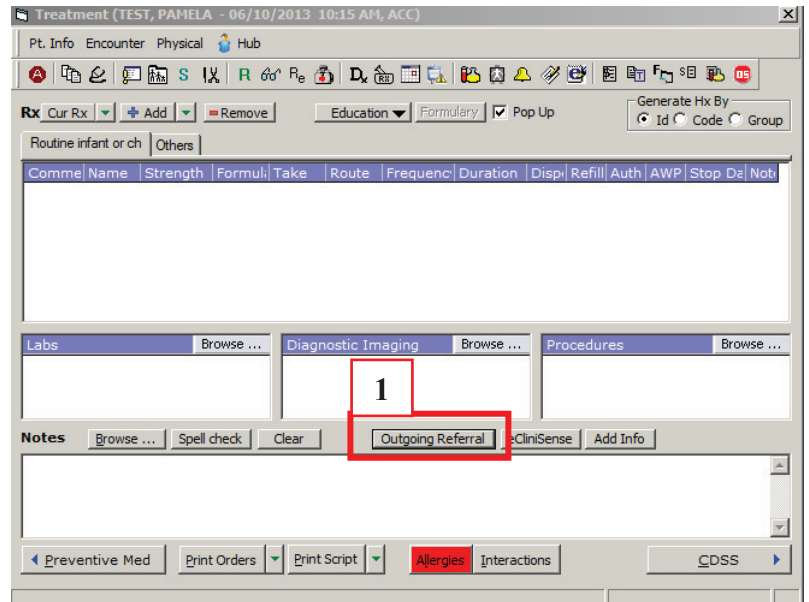 Treatment (TEST, PAMELA - 06/10/2013 10:15 AM, ACC)
Pt. Info Encounter Physical Hub
A S R Re Dx Rx
Rx Cur Rx Add Remove Education Formulary Pop Up Generate Hx By
Id Code Group
Routine infant or ch Others
Comme Name Strength Formul Take Route Frequenc Duration Disp Refill Auth AWP Stop Da Not
Labs Browse ... Diagnostic Imaging Browse ... Procedures Browse ...
1
Notes Browse ... Spell check Clear Outgoing Referral eCliniSense Add Info
Preventive Med Print Orders Print Script Allergies Interactions CDSS